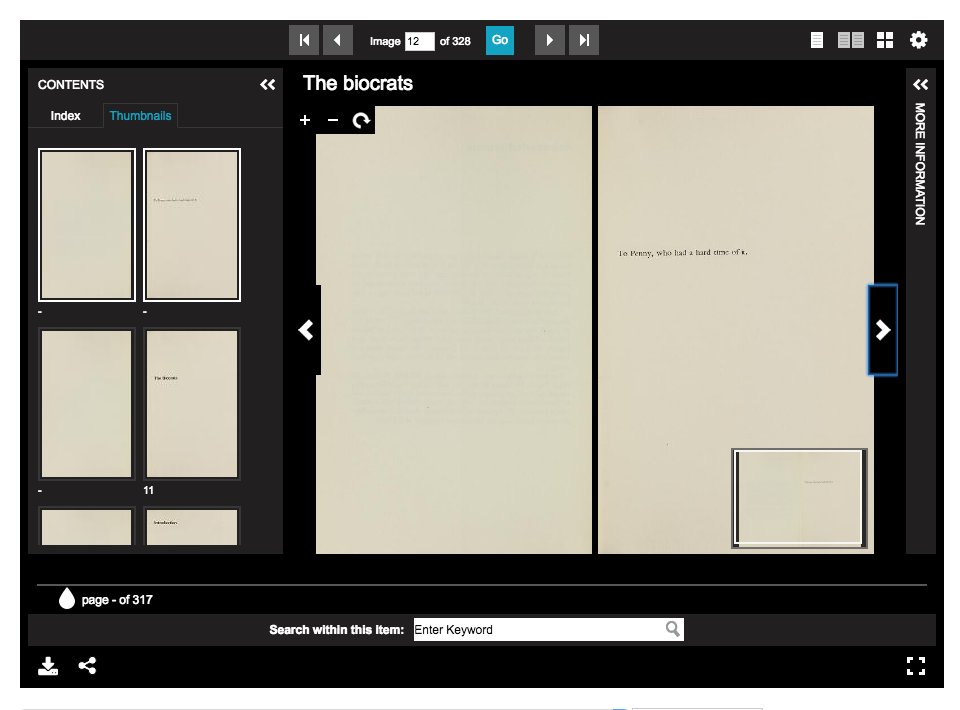 Image 12 of 328 Go
CONTENTS
The biocrats
Index Thumbnails
MORE INFORMATION
To Penny, who had a hard time of it.
-
-
The Biocrats
-
11
Introduction
page - of 317
Search within this item: Enter Keyword